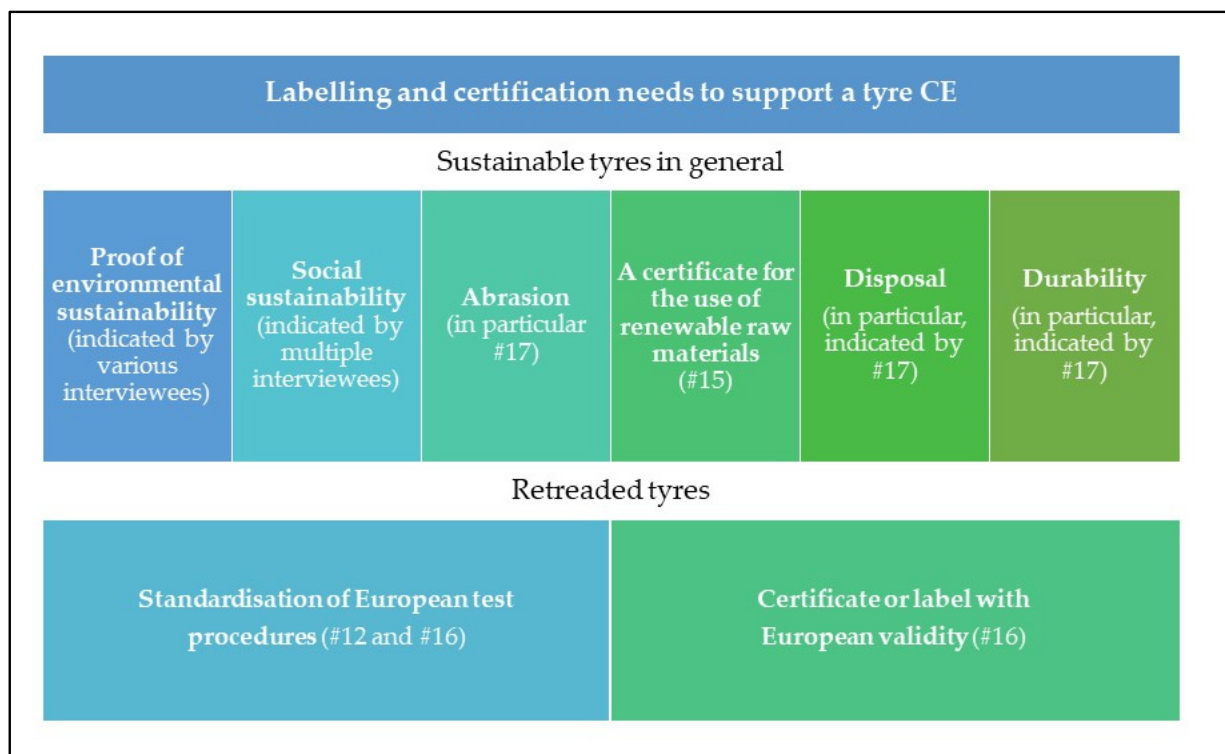 Labelling and certification needs to support a tyre CE
Sustainable tyres in general
Proof of
environmental
sustainability
(indicated by
various
interviewees)
Social
sustainability
(indicated by
multiple
interviewees)
Abrasion
(in particular
#17)
A certificate for
the use of
renewable raw
materials
(#15)
Disposal
(in particular,
indicated by
#17)
Durability
(in particular,
indicated by
#17)
Retreaded tyres
Standardisation of European test
procedures (#12 and #16)
Certificate or label with
European validity (#16)